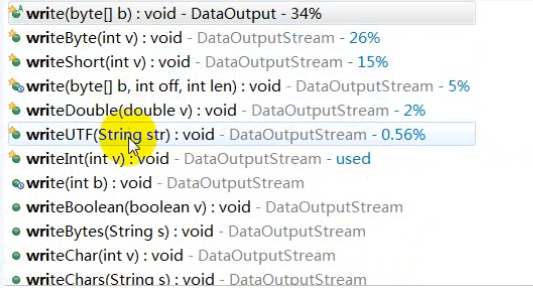 write(byte[] b) : void - DataOutput - 34%
writeByte(int v) : void - DataOutputStream - 26%
writeShort(int v) : void - DataOutputStream - 15%
write(byte[] b, int off, int len) : void - DataOutputStream - 5%
writeDouble(double v) : void - DataOutputStream - 2%
writeUTF(String str) : void - DataOutputStream - 0.56%
writeInt(int v) : void - DataOutputStream - used
write(int b) : void - DataOutputStream
writeBoolean(boolean v) : void - DataOutputStream
writeBytes(String s) : void - DataOutputStream
writeChar(int v) : void - DataOutputStream
writeChars(String s) : void - DataOutputStream